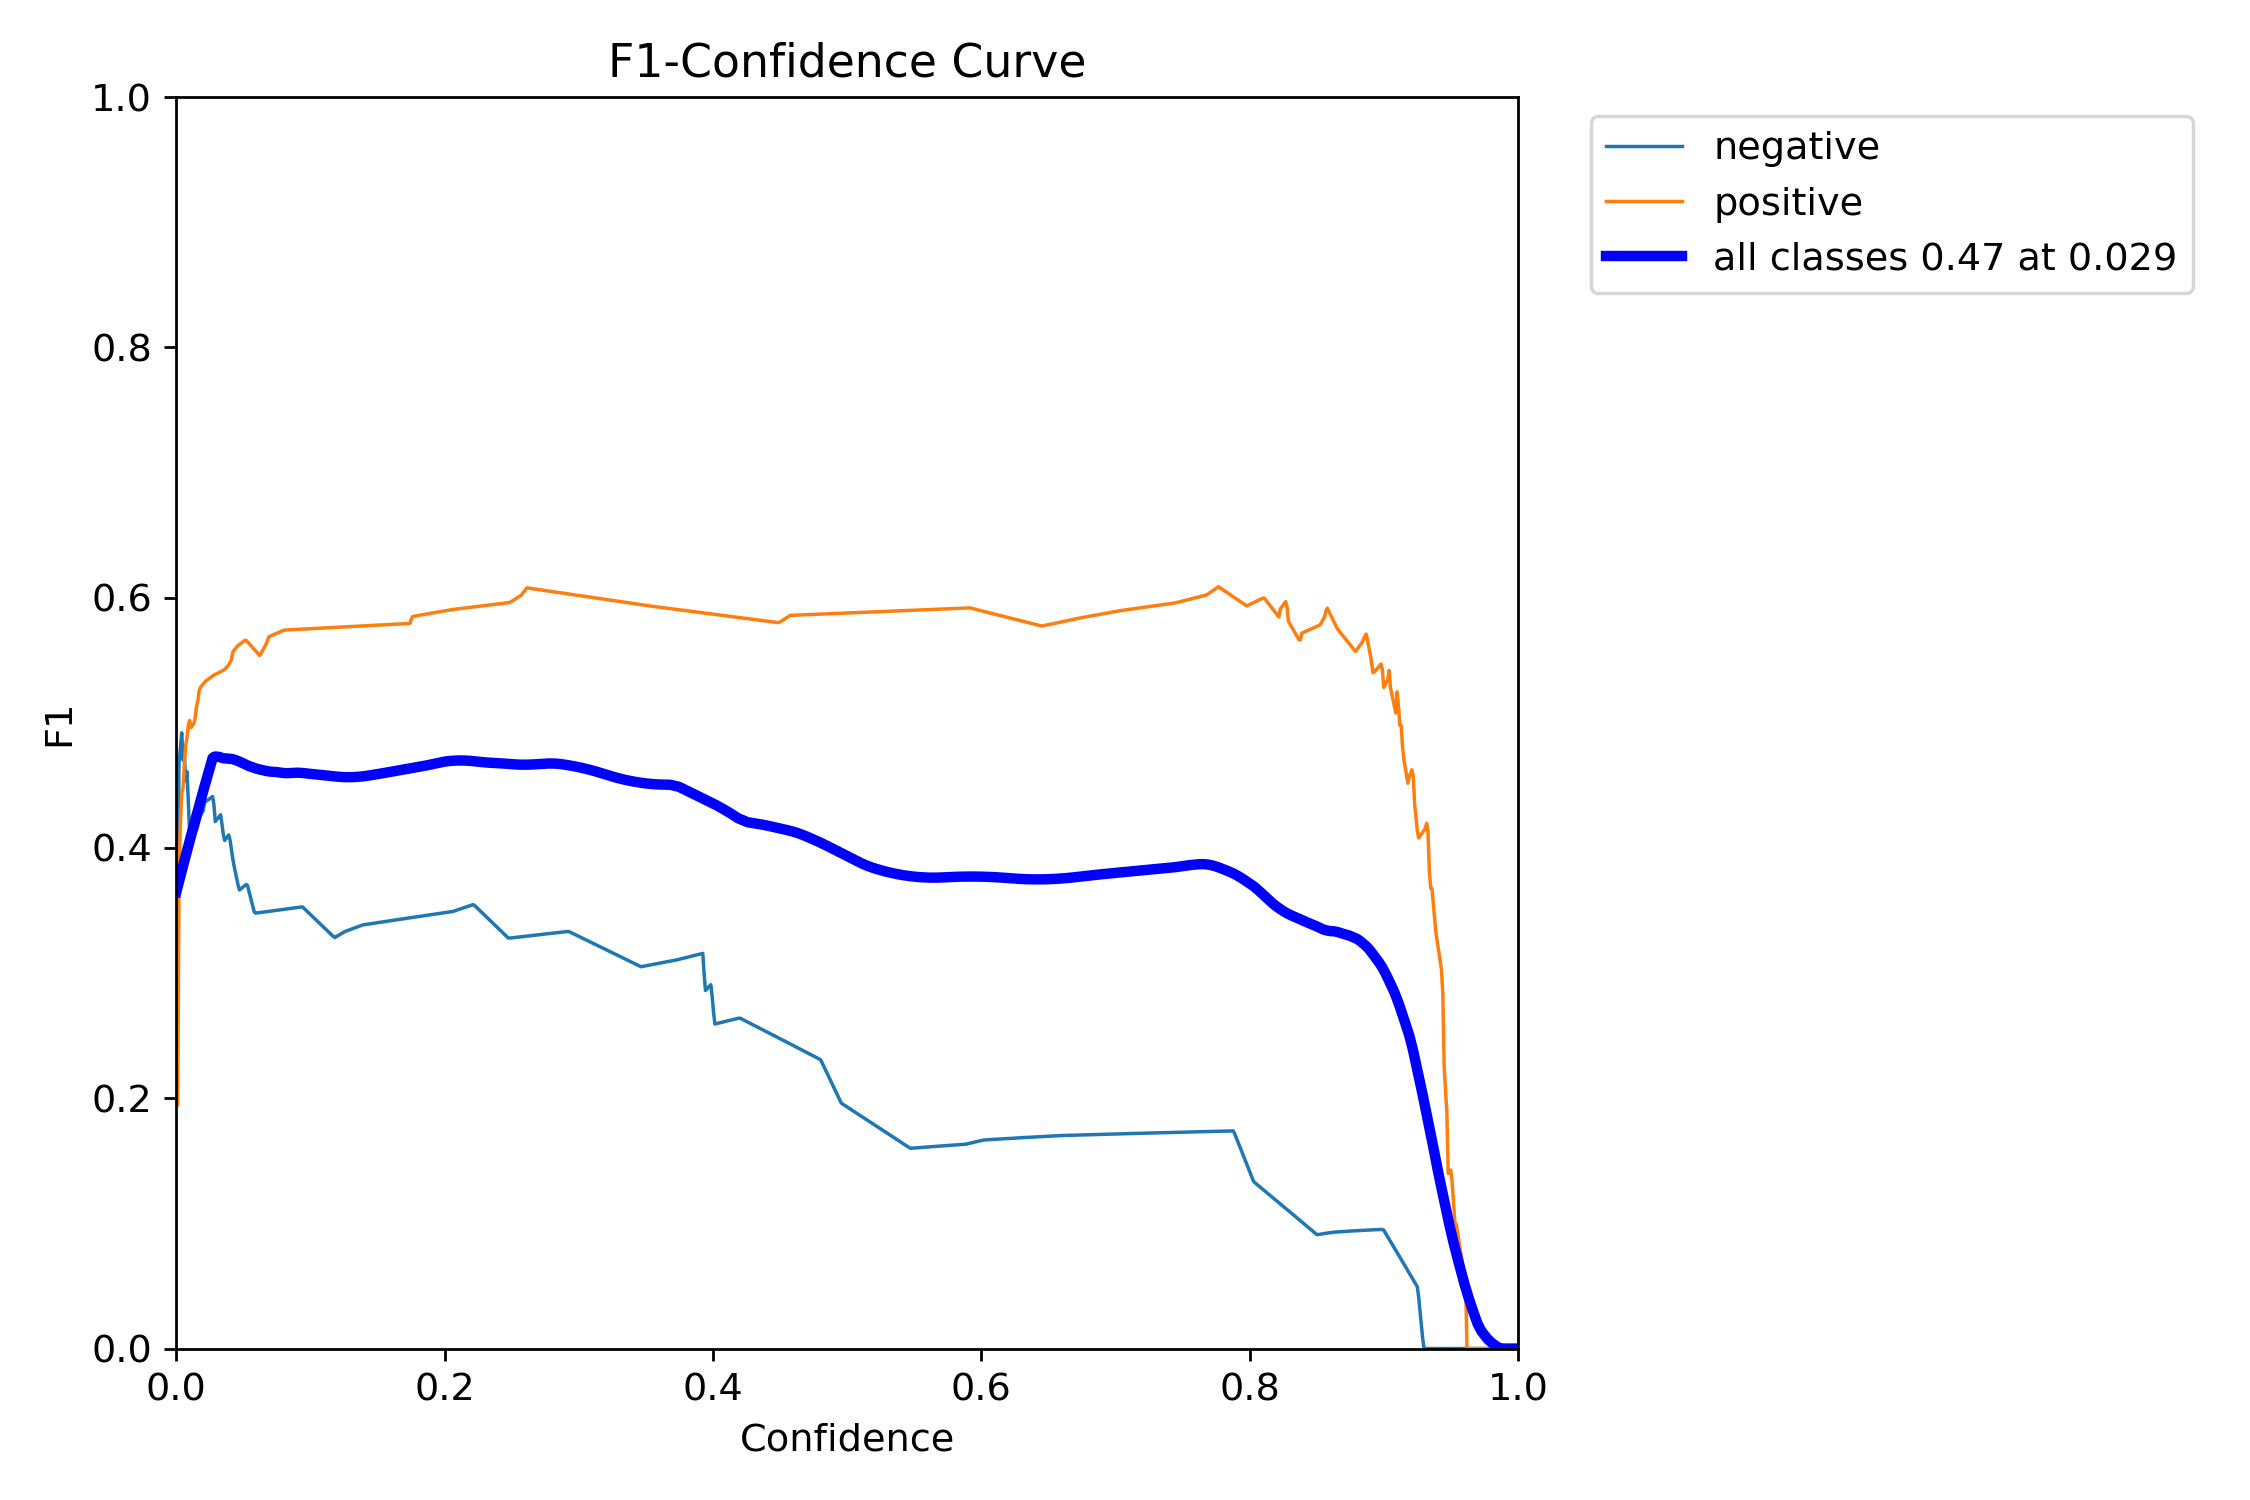 F1-Confidence Curve
1.0
0.8
0.6
0.4
0.2
0.0
F1
0.0 0.2 0.4 0.6 0.8 1.0
Confidence
negative
positive
all classes 0.47 at 0.029